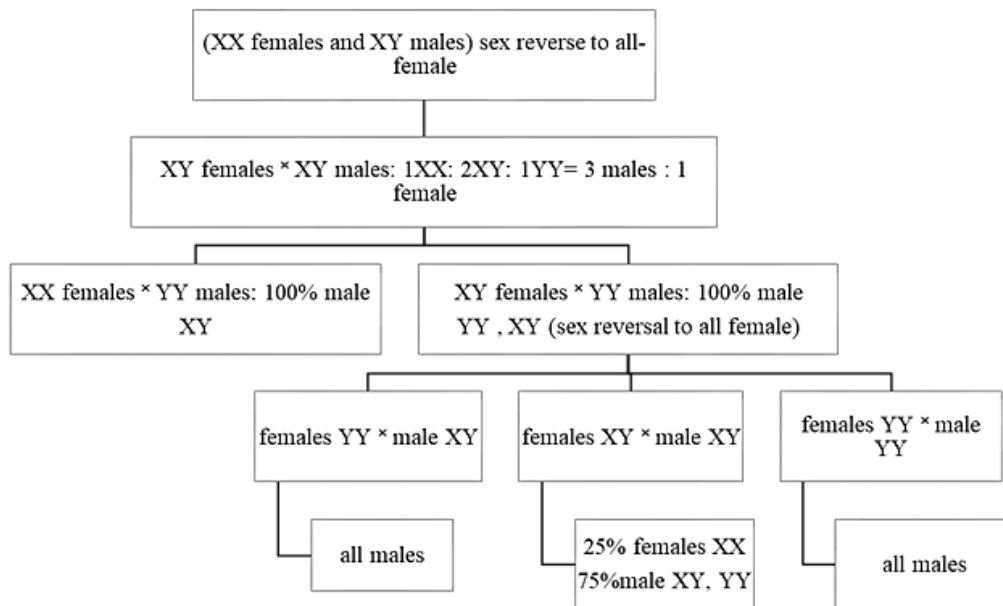 (XX females and XY males) sex reverse to all-
female
XY females × XY males: 1XX: 2XY: 1YY= 3 males : 1
female
XX females × YY males: 100% male
XY
XY females × YY males: 100% male
YY , XY (sex reversal to all female)
females YY × male XY
females XY × male XY
females YY × male
YY
all males
25% females XX
75%male XY, YY
all males